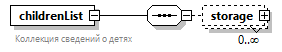 childrenList
storage
Коллекция сведений о детях
0..∞